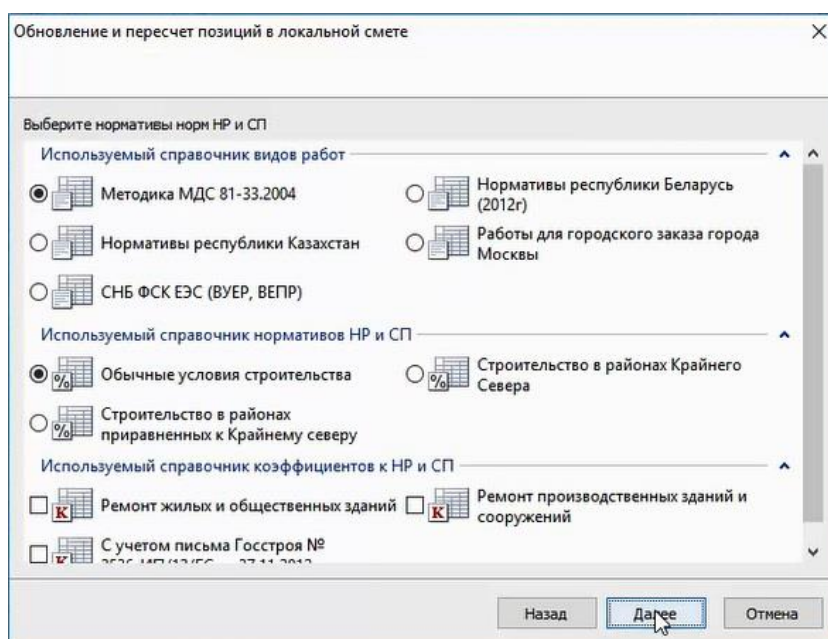 Обновление и пересчет позиций в локальной смете
Выберите нормативы норм НР и СП
Используемый справочник видов работ
Методика МДС 81-33.2004
Нормативы республики Беларусь
(2012г)
Нормативы республики Казахстан
Работы для городского заказа города
Москвы
СНБ ФСК ЕЭС (ВУЕР, ВЕПР)
Используемый справочник нормативов НР и СП
Обычные условия строительства
Строительство в районах Крайнего
Севера
Строительство в районах
приравненных к Крайнему северу
Используемый справочник коэффициентов к НР и СП
Ремонт жилых и общественных зданий
Ремонт производственных зданий и
сооружений
С учетом письма Госстроя №
27.11.2012
Назад
Далее
Отмена